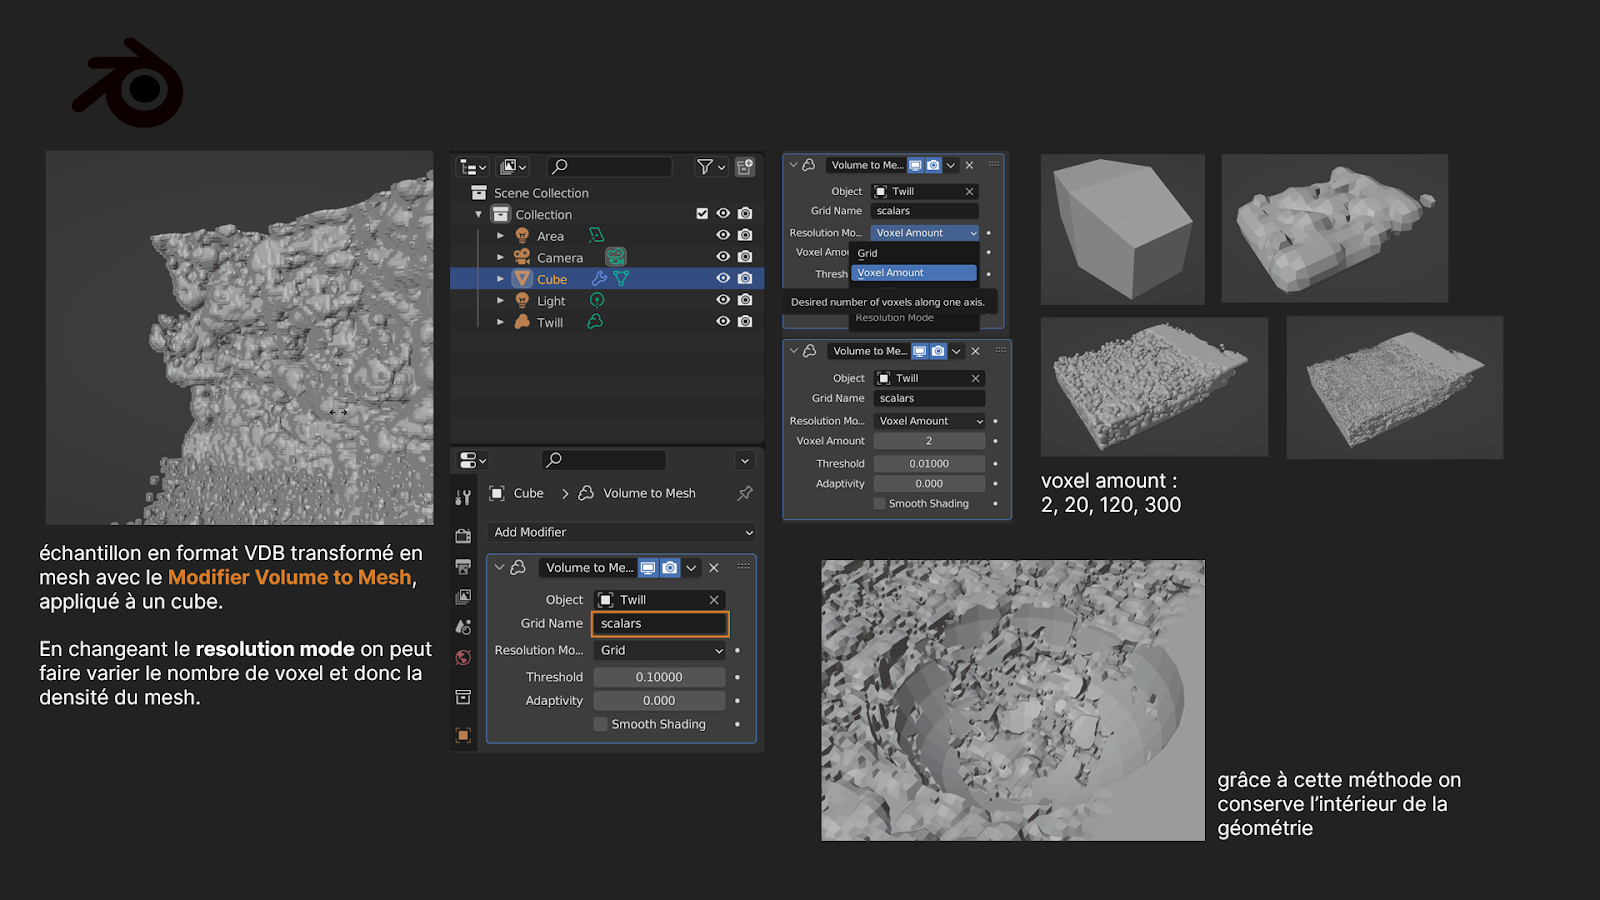 Scene Collection
Collection
Area
Camera
Cube
Light
Twill
Cube > Volume to Mesh
Add Modifier
Volume to Me...
Object Twill
Grid Name scalars
Resolution Mo... Grid
Threshold 0.10000
Adaptivity 0.000
Smooth Shading
Volume to Me...
Object Twill
Grid Name scalars
Resolution Mo... Voxel Amount
Voxel Amou
Grid
Thresh
Voxel Amount
Desired number of voxels along one axis.
Resolution Mode
Volume to Me...
Object Twill
Grid Name scalars
Resolution Mo... Voxel Amount
Voxel Amount 2
Threshold 0.01000
Adaptivity 0.000
Smooth Shading
voxel amount :
2, 20, 120, 300
échantillon en format VDB transformé en
mesh avec le Modifier Volume to Mesh,
appliqué à un cube.
En changeant le resolution mode on peut
faire varier le nombre de voxel et donc la
densité du mesh.
grâce à cette méthode on
conserve l'intérieur de la
géométrie